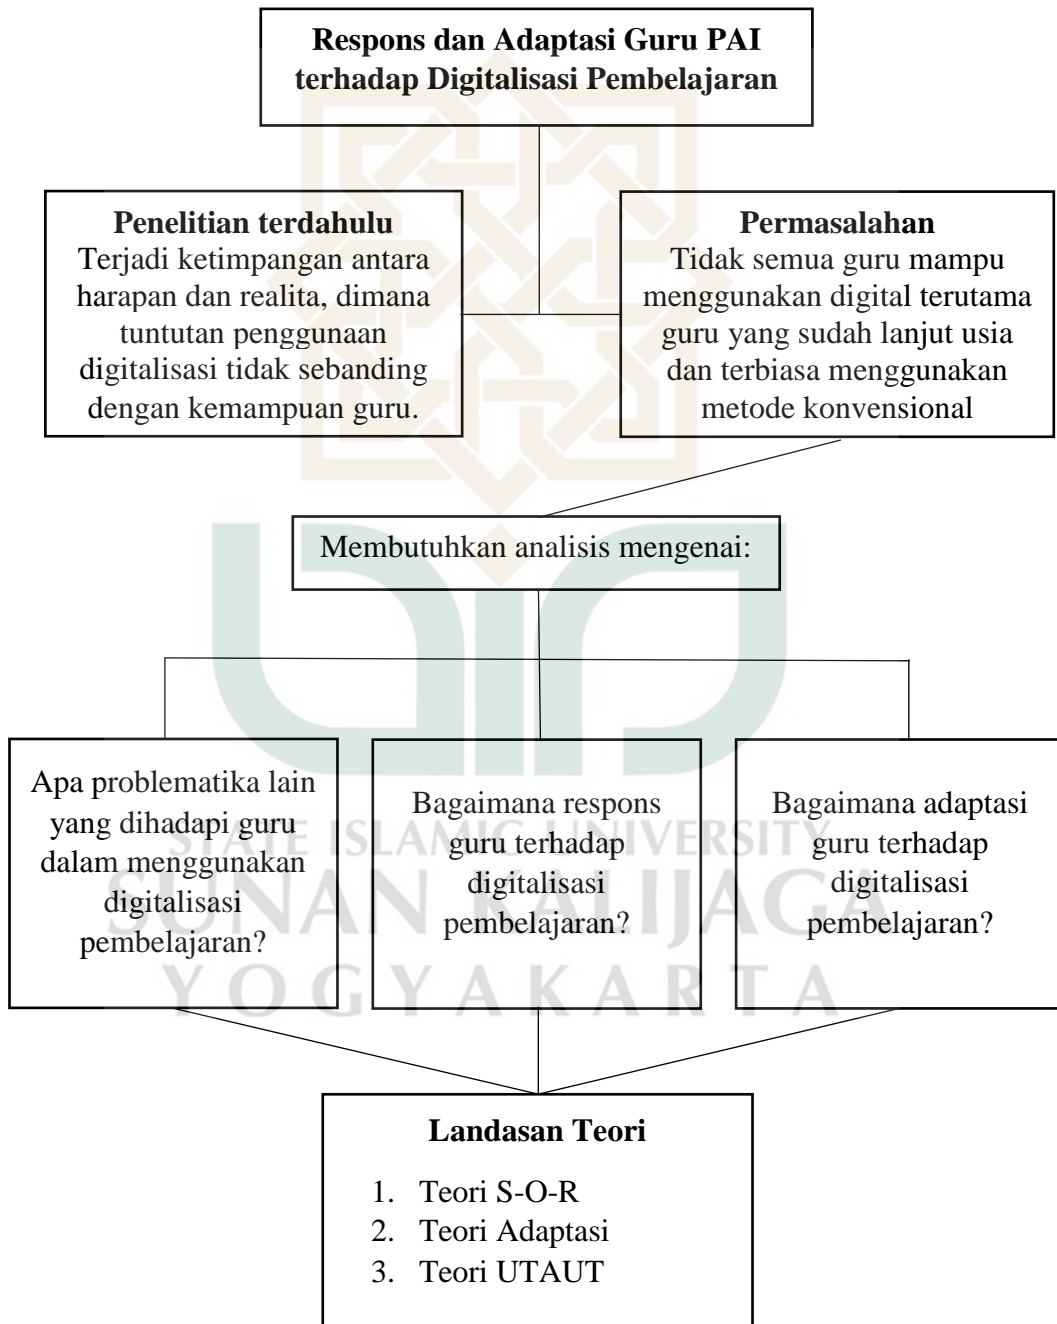 Respons dan Adaptasi Guru PAI
terhadap Digitalisasi Pembelajaran
Penelitian terdahulu
Terjadi ketimpangan antara
harapan dan realita, dimana
tuntutan penggunaan
digitalisasi tidak sebanding
dengan kemampuan guru.
Permasalahan
Tidak semua guru mampu
menggunakan digital terutama
guru yang sudah lanjut usia
dan terbiasa menggunakan
metode konvensional
Membutuhkan analisis mengenai:
Apa problematika lain
yang dihadapi guru
dalam menggunakan
digitalisasi
pembelajaran?
Bagaimana respons
guru terhadap
digitalisasi
pembelajaran?
Bagaimana adaptasi
guru terhadap
digitalisasi
pembelajaran?
STATE ISLAMIC UNIVERSITY
SUNAN KALIJAGA
YOGYAKARTA
Landasan Teori
1. Teori S-O-R
2. Teori Adaptasi
3. Teori UTAUT